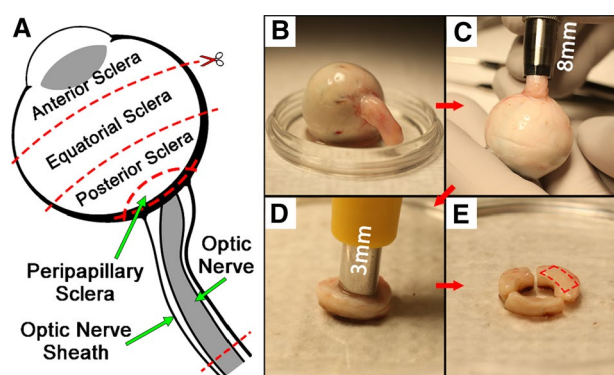 A
Anterior Sclera
Equatorial Sclera
Posterior Sclera
Peripapillary
Sclera
Optic
Nerve
Optic Nerve
Sheath
B
C
8mm
D
3mm
E